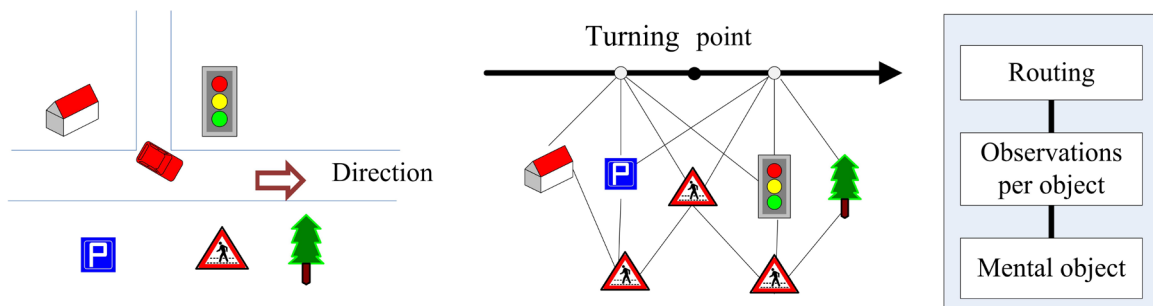 Direction
P
Turning point
P
Routing
Observations
per object
Mental object